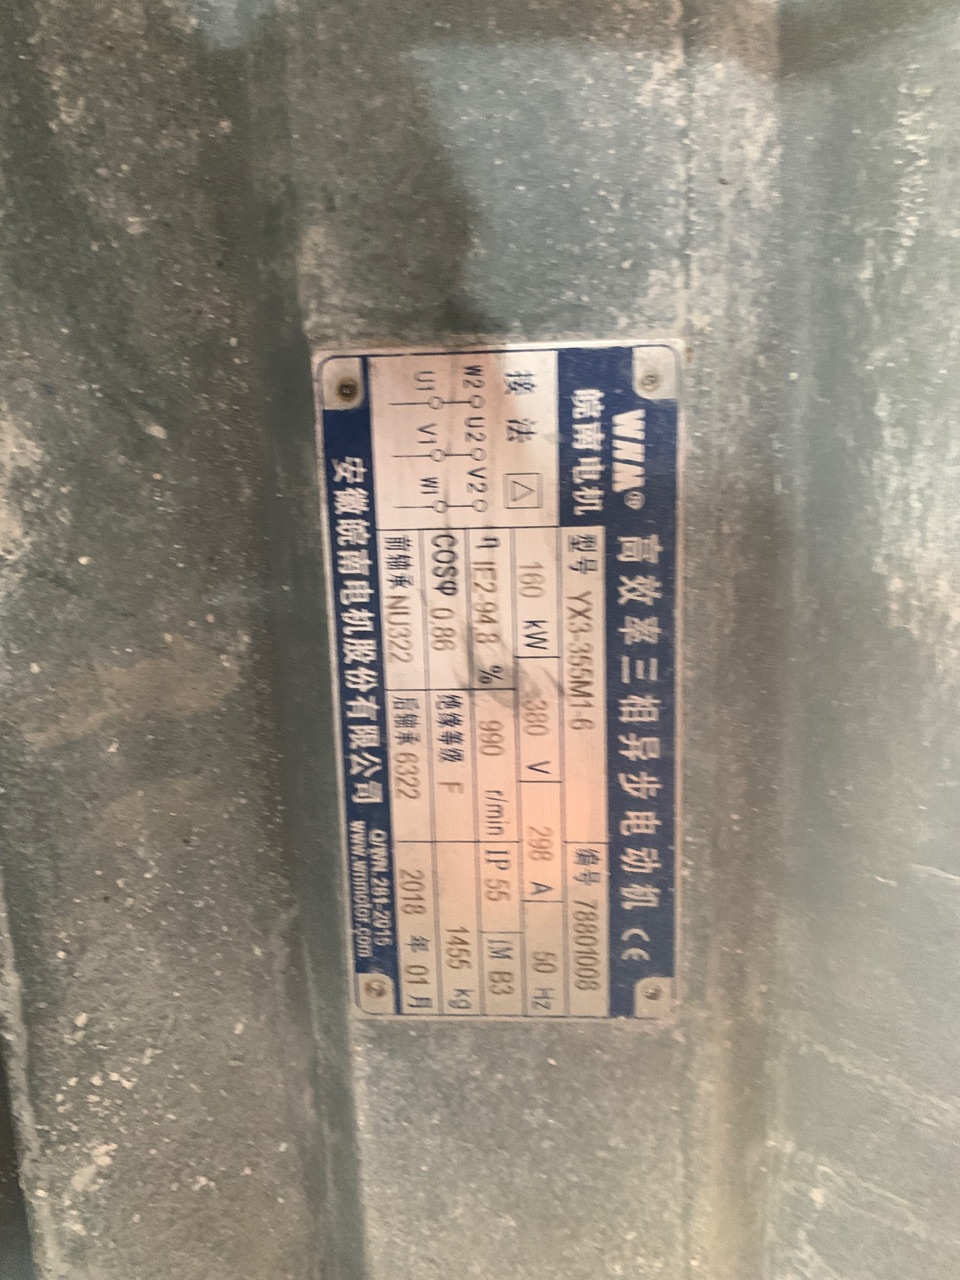 WNM® 高效率三相异步电动机 CE
皖南电机 型号 YX3-355M1-6 编号 78801008
接法 △ 160 kW 380 V 298 A 50 Hz
W2 U2 V2 η IE2-94.8 % 990 r/min IP 55 IM B3
U1 V1 W1 COSφ 0.86 绝缘等级 F 1455 kg
前轴承 NU322 后轴承 6322 2018 年 01 月
安徽皖南电机股份有限公司 Q/WN.281-2015
www.wnmotor.com